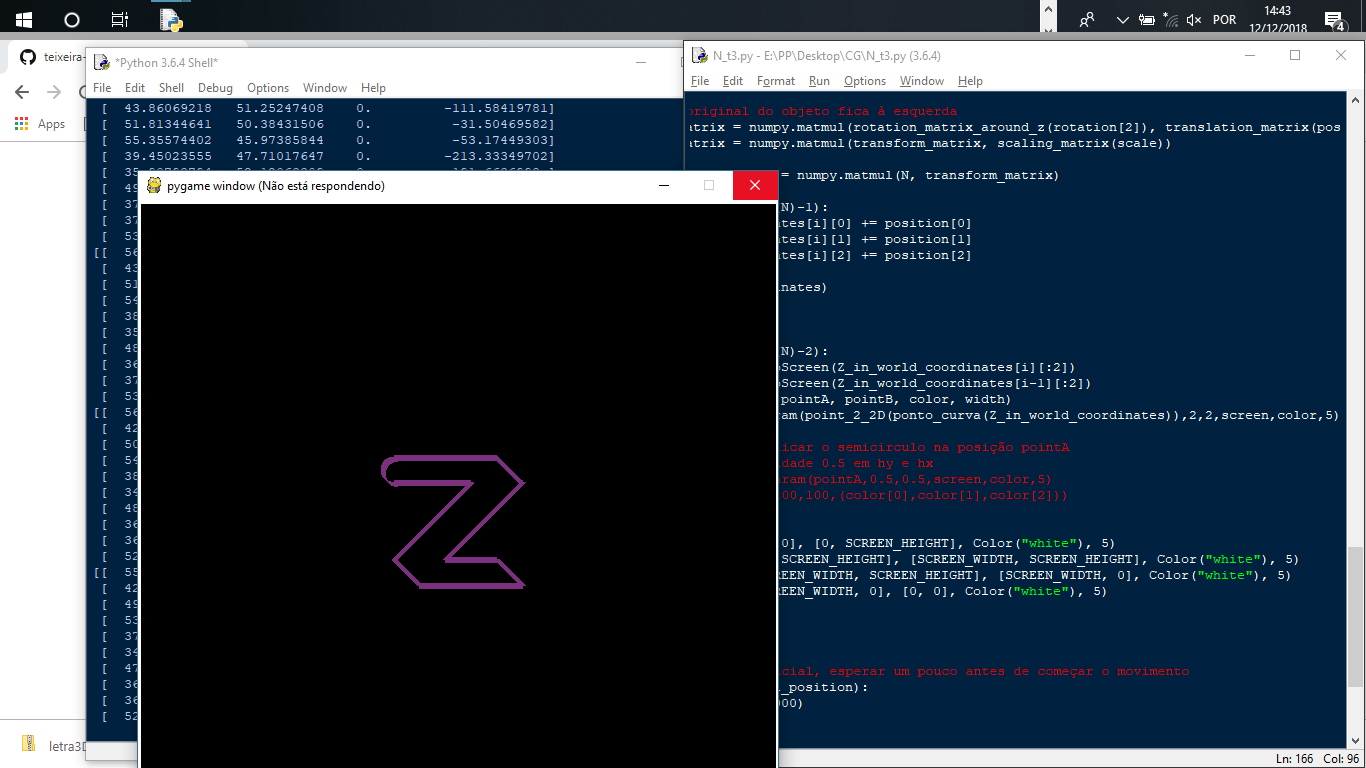 14:43
POR
12/12/2018
4
teixeira-
Apps
letra3D
*Python 3.6.4 Shell*
File Edit Shell Debug Options Window Help
[ 43.86069218 51.25247408 0. -111.58419781]
[ 51.81344641 50.38431506 0. -31.50469582]
[ 55.35574402 45.97385844 0. -53.17449303]
[ 39.45023555 47.71017647 0. -213.33349702]
[ 35
[ 49
[ 37
[ 37
[ 53
[[ 56
[ 43
[ 51
[ 54
[ 38
[ 35
[ 48
[ 36
[ 37
[ 53
[[ 56
[ 42
[ 50
[ 54
[ 38
[ 34
[ 48
[ 36
[ 36
[ 52
[[ 55
[ 42
[ 49
[ 53
[ 37
[ 34
[ 47
[ 36
[ 36
[ 52
pygame window (Não está respondendo)
N_t3.py - E:\PP\Desktop\CG\N_t3.py (3.6.4)
File Edit Format Run Options Window Help
original do objeto fica à esquerda
atrix = numpy.matmul(rotation_matrix_around_z(rotation[2]), translation_matrix(pos
atrix = numpy.matmul(transform_matrix, scaling_matrix(scale))
= numpy.matmul(N, transform_matrix)
N)-1):
ates[i][0] += position[0]
ates[i][1] += position[1]
ates[i][2] += position[2]
nates)
N)-2):
oScreen(Z_in_world_coordinates[i][:2])
oScreen(Z_in_world_coordinates[i-1][:2])
pointA, pointB, color, width)
ram(point_2_2D(ponto_curva(Z_in_world_coordinates)),2,2,screen,color,5)
licar o semicirculo na posição pointA
dade 0.5 em hy e hx
ram(pointA,0.5,0.5,screen,color,5)
00,100,(color[0],color[1],color[2]))
0], [0, SCREEN_HEIGHT], Color("white"), 5)
SCREEN_HEIGHT], [SCREEN_WIDTH, SCREEN_HEIGHT], Color("white"), 5)
REEN_WIDTH, SCREEN_HEIGHT], [SCREEN_WIDTH, 0], Color("white"), 5)
REEN_WIDTH, 0], [0, 0], Color("white"), 5)
cial, esperar um pouco antes de começar o movimento
l_position):
00)
Ln: 166 Col: 96